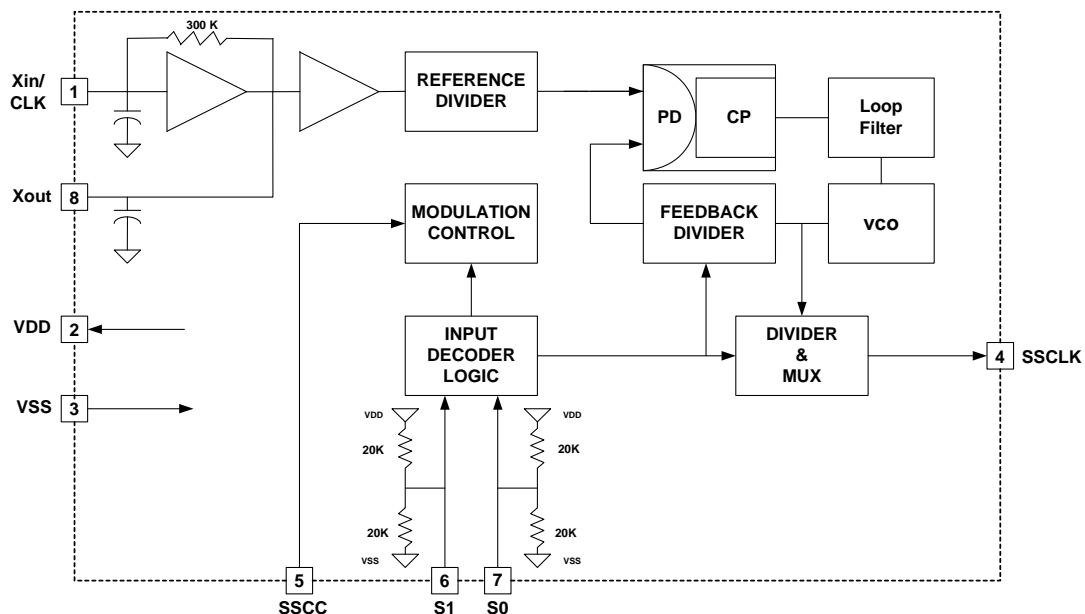 300 K
Xin/
CLK
1
REFERENCE
DIVIDER
PD
CP
Loop
Filter
Xout
8
MODULATION
CONTROL
FEEDBACK
DIVIDER
vco
VDD
2
INPUT
DECODER
LOGIC
DIVIDER
&
MUX
4
SSCLK
VSS
3
VDD
VDD
20K
20K
20K
20K
VSS
VSS
5
6
7
SSCC
S1
S0